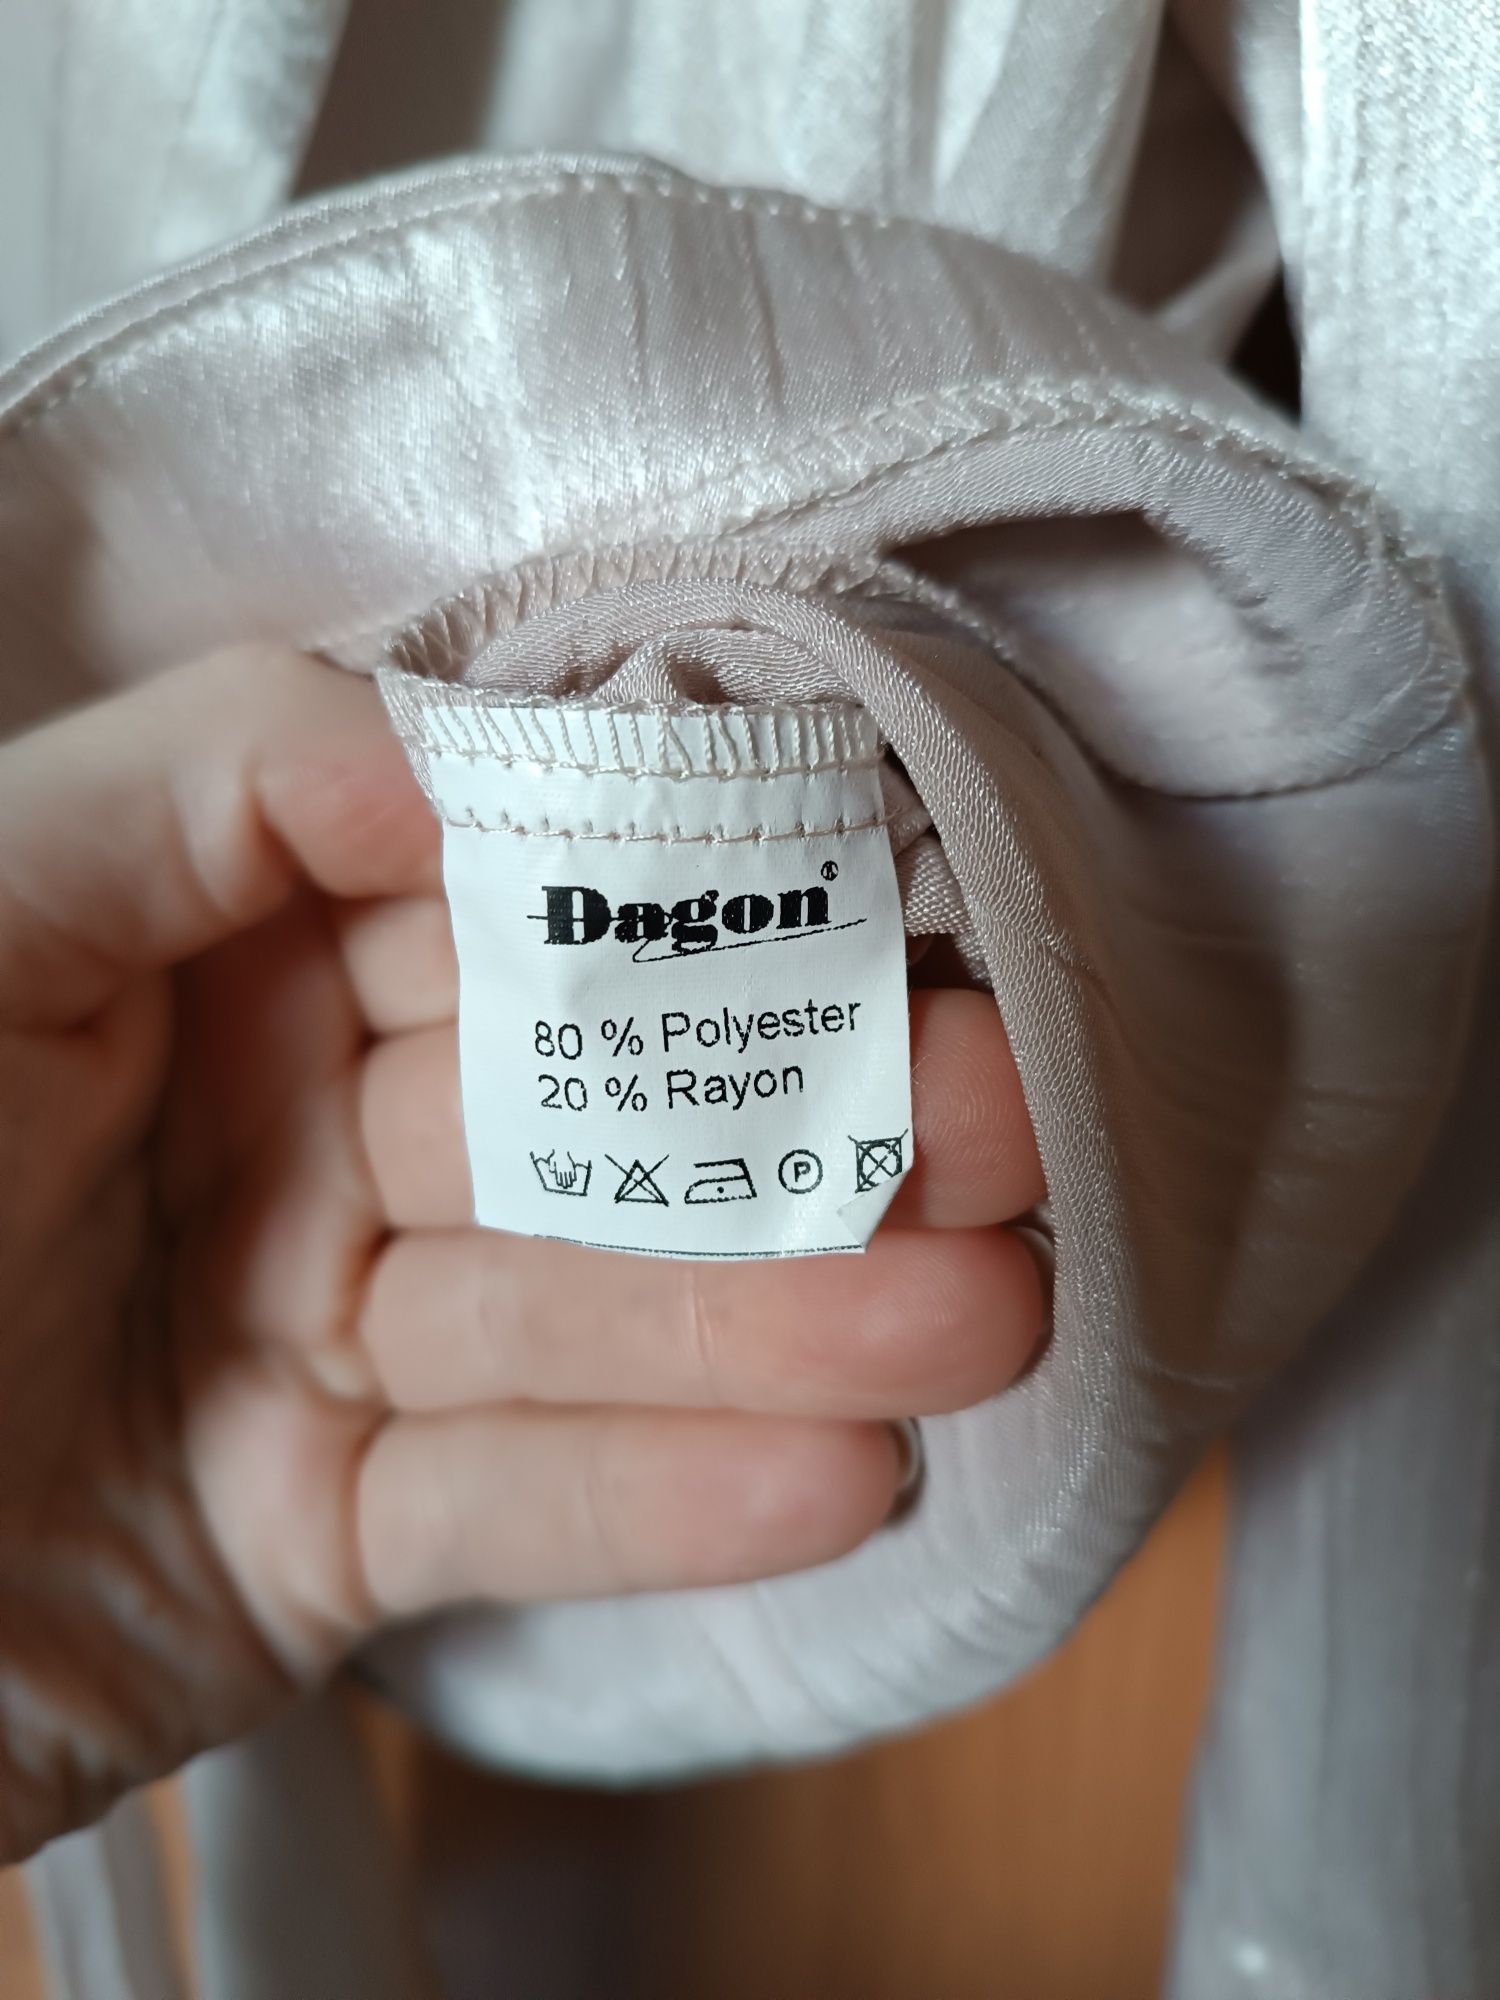 Dagon®
80 % Polyester
20 % Rayon
P